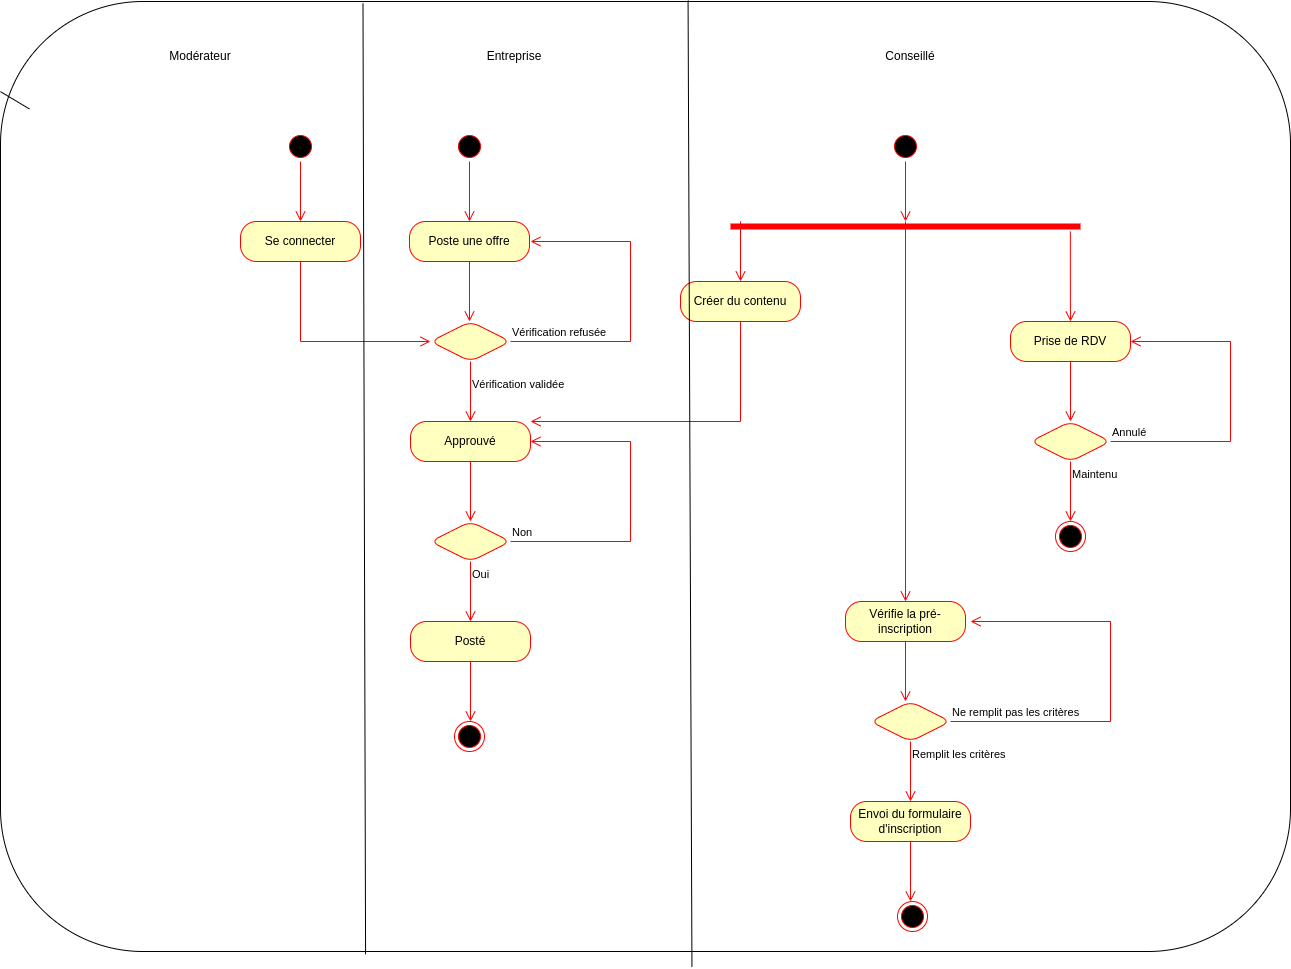 Modérateur
Entreprise
Conseillé
Se connecter
Poste une offre
Créer du contenu
Vérification refusée
Prise de RDV
Vérification validée
Approuvé
Annulé
Maintenu
Non
Oui
Vérifie la pré-
inscription
Posté
Ne remplit pas les critères
Remplit les critères
Envoi du formulaire
d'inscription